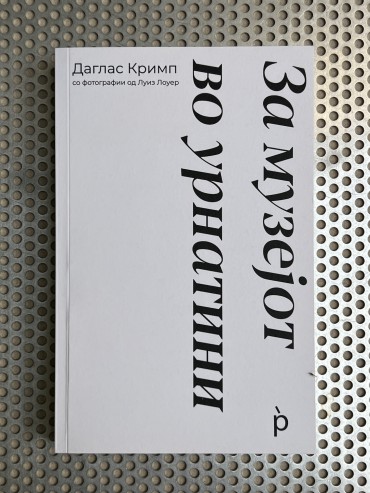 Даглас Кримп
со фотографии од Луиз Лоуер
За музејот
во урнатини
p̀